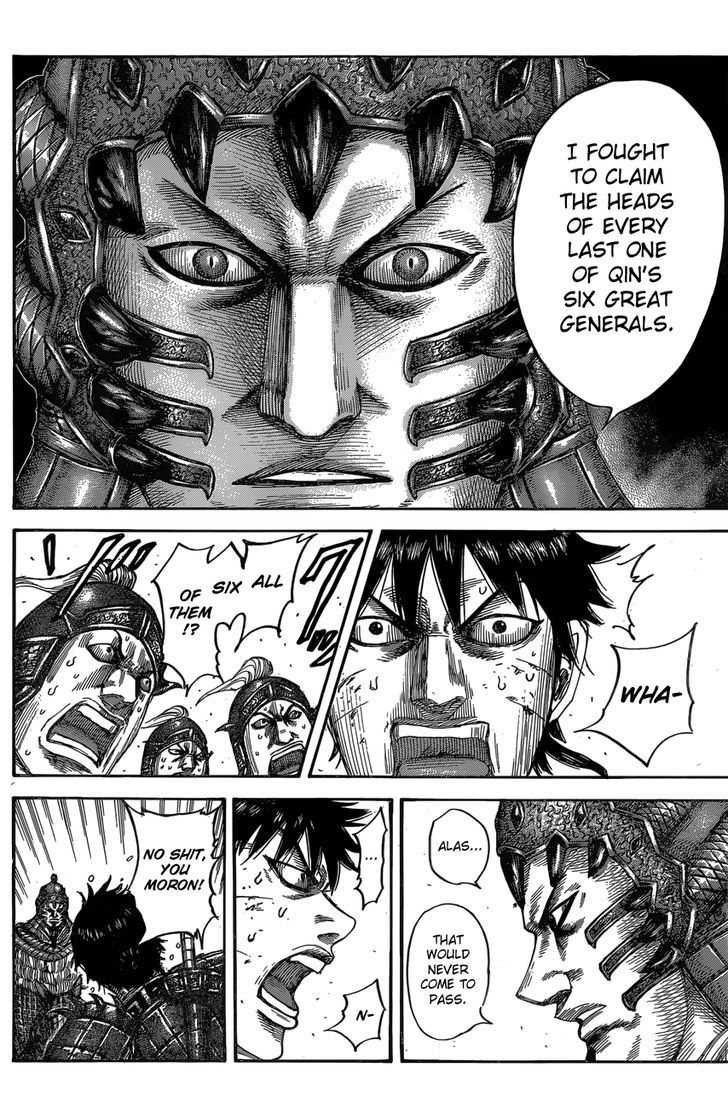 I FOUGHT
TO CLAIM
THE HEADS
OF EVERY
LAST ONE
OF QIN'S
SIX GREAT
GENERALS.
WHA-
OF SIX ALL
THEM
!?
ALAS...
THAT
WOULD
NEVER
COME TO
PASS.
...
N-
NO SHIT,
YOU
MORON!